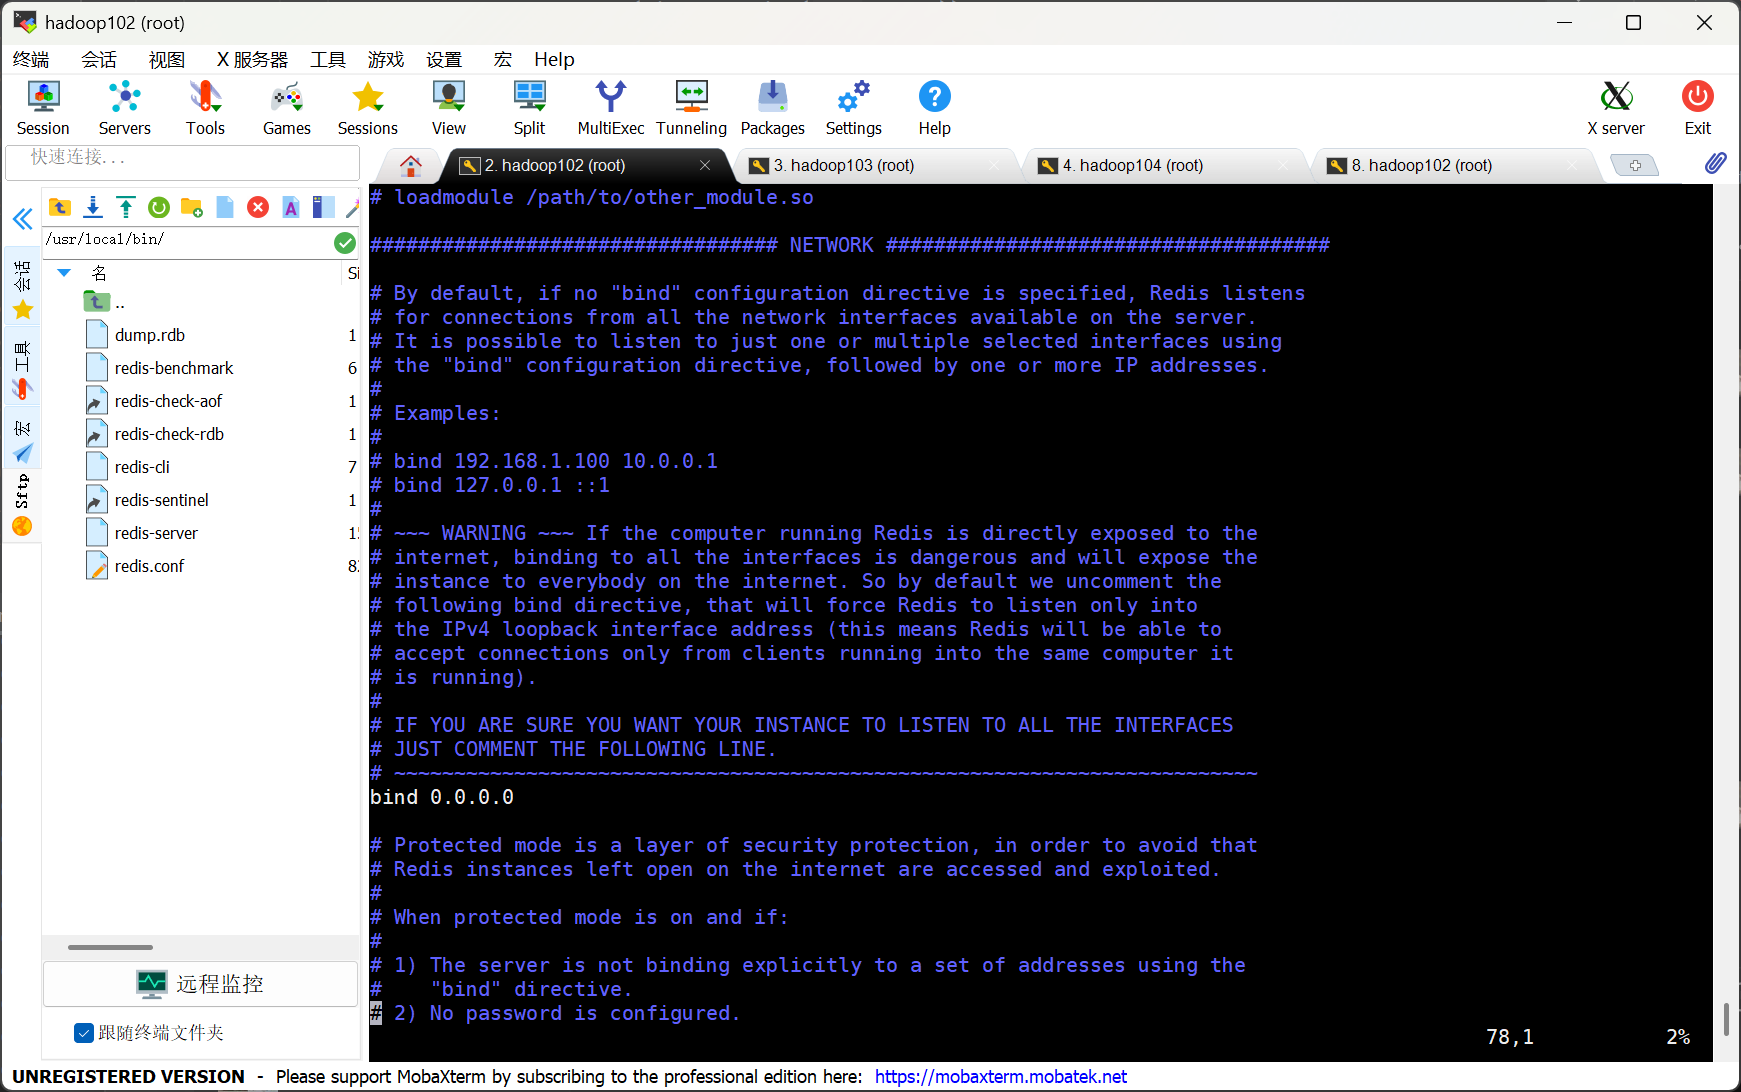 hadoop102 (root)
终端 会话 视图 X 服务器 工具 游戏 设置 宏 Help
Session Servers Tools Games Sessions View Split MultiExec Tunneling Packages Settings Help X server Exit
快速连接...
2. hadoop102 (root) 3. hadoop103 (root) 4. hadoop104 (root) 8. hadoop102 (root)
会话
工具
宏
Sftp
/usr/local/bin/
名 Si
..
dump.rdb 1
redis-benchmark 6
redis-check-aof 1
redis-check-rdb 1
redis-cli 7
redis-sentinel 1
redis-server 15
redis.conf 8
远程监控
跟随终端文件夹
# loadmodule /path/to/other_module.so
################################## NETWORK #####################################
# By default, if no "bind" configuration directive is specified, Redis listens
# for connections from all the network interfaces available on the server.
# It is possible to listen to just one or multiple selected interfaces using
# the "bind" configuration directive, followed by one or more IP addresses.
#
# Examples:
#
# bind 192.168.1.100 10.0.0.1
# bind 127.0.0.1 ::1
#
# ~~~ WARNING ~~~ If the computer running Redis is directly exposed to the
# internet, binding to all the interfaces is dangerous and will expose the
# instance to everybody on the internet. So by default we uncomment the
# following bind directive, that will force Redis to listen only into
# the IPv4 loopback interface address (this means Redis will be able to
# accept connections only from clients running into the same computer it
# is running).
#
# IF YOU ARE SURE YOU WANT YOUR INSTANCE TO LISTEN TO ALL THE INTERFACES
# JUST COMMENT THE FOLLOWING LINE.
# ~~~~~~~~~~~~~~~~~~~~~~~~~~~~~~~~~~~~~~~~~~~~~~~~~~~~~~~~~~~~~~~~~~~~~~~~
bind 0.0.0.0
# Protected mode is a layer of security protection, in order to avoid that
# Redis instances left open on the internet are accessed and exploited.
#
# When protected mode is on and if:
#
# 1) The server is not binding explicitly to a set of addresses using the
#    "bind" directive.
# 2) No password is configured.
78,1 2%
UNREGISTERED VERSION - Please support MobaXterm by subscribing to the professional edition here: https://mobaxterm.mobatek.net